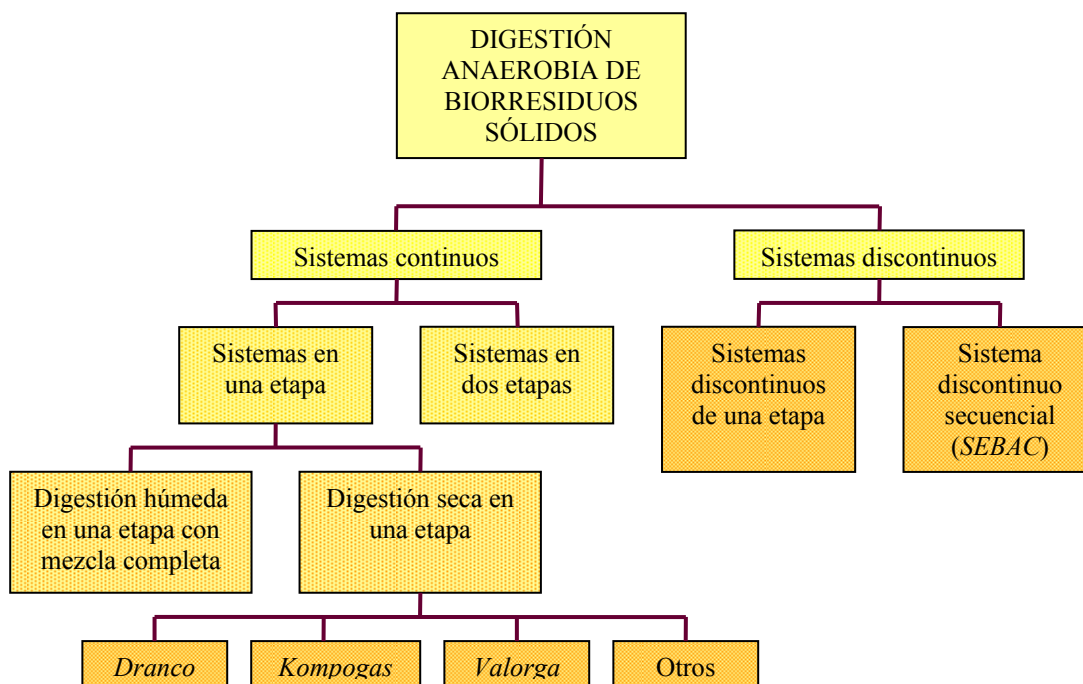 DIGESTIÓN
ANAEROBIA DE
BIORRESIDUOS
SÓLIDOS
Sistemas continuos
Sistemas discontinuos
Sistemas en
una etapa
Sistemas en
dos etapas
Sistemas
discontinuos
de una etapa
Sistema
discontinuo
secuencial
(SEBAC)
Digestión húmeda
en una etapa con
mezcla completa
Digestión seca en
una etapa
Dranco
Kompogas
Valorga
Otros